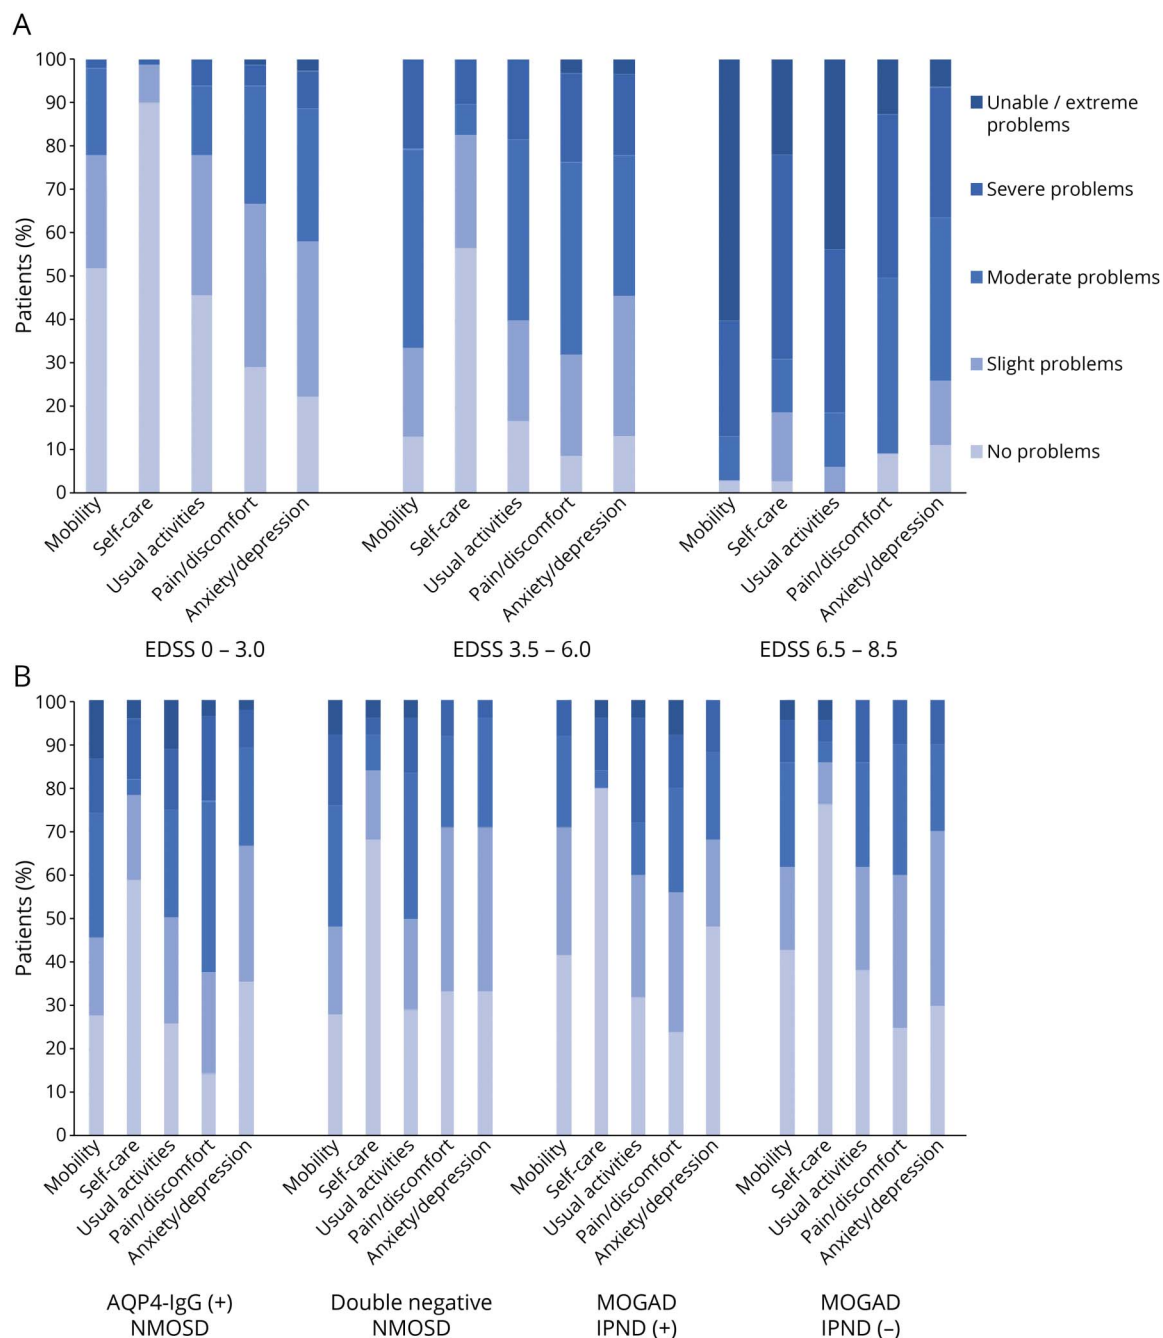 A
100
90
80
70
60
50
40
30
20
10
0
Patients (%)
Unable / extreme
problems
Severe problems
Moderate problems
Slight problems
No problems
Mobility
Self-care
Usual activities
Pain/discomfort
Anxiety/depression
Mobility
Self-care
Usual activities
Pain/discomfort
Anxiety/depression
Mobility
Self-care
Usual activities
Pain/discomfort
Anxiety/depression
EDSS 0 – 3.0
EDSS 3.5 – 6.0
EDSS 6.5 – 8.5
B
100
90
80
70
60
50
40
30
20
10
0
Patients (%)
Mobility
Self-care
Usual activities
Pain/discomfort
Anxiety/depression
Mobility
Self-care
Usual activities
Pain/discomfort
Anxiety/depression
Mobility
Self-care
Usual activities
Pain/discomfort
Anxiety/depression
Mobility
Self-care
Usual activities
Pain/discomfort
Anxiety/depression
AQP4-IgG (+)
NMOSD
Double negative
NMOSD
MOGAD
IPND (+)
MOGAD
IPND (–)